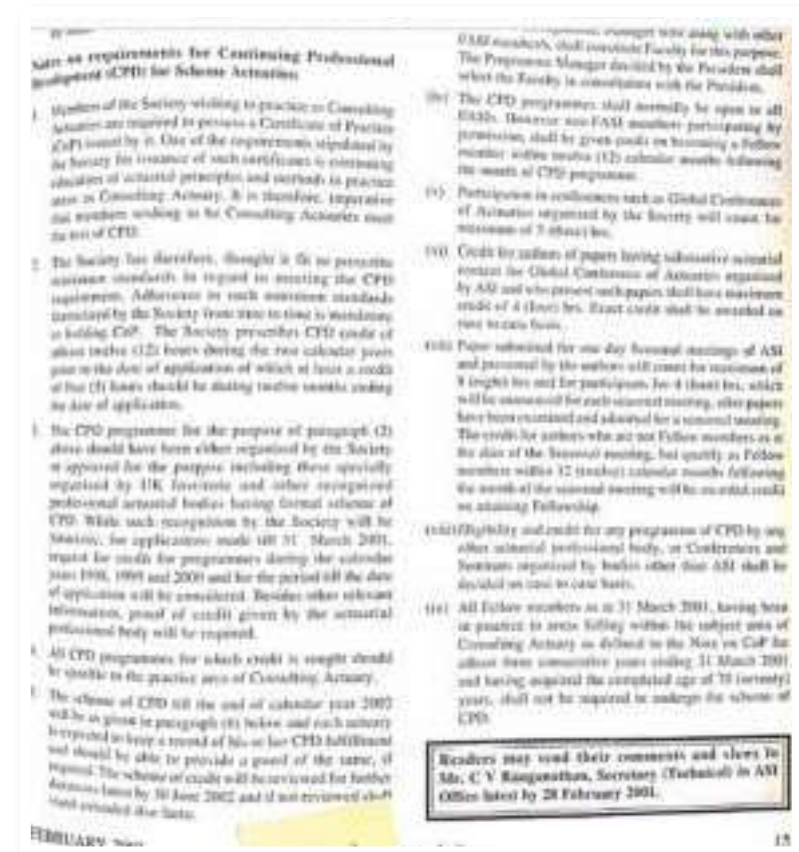 Note on requirements for Continuing Professional
Development (CPD) for Scheme Actuaries
1. Members of the Society wishing to practice as Consulting
Actuaries are required to possess a Certificate of Practice
(CoP) issued by it. One of the requirements stipulated by
the Society for issuance of such certificates is continuing
education of actuarial principles and methods in practice
area as Consulting Actuary. It is therefore, imperative
that members wishing to be Consulting Actuaries meet
the test of CPD.
2. The Society has therefore, thought it fit to prescribe
minimum standards in regard to meeting the CPD
requirement. Adherence to such minimum standards
by the Society from time to time is mandatory
in holding CoP. The Society prescribes CPD credit of
atleast twelve (12) hours during the two calendar years
prior to the date of application of which at least a credit
of five (5) hours should be during twelve months ending
the date of application.
3. The CPD programme for the purpose of paragraph (2)
above should have been either organised by the Society
or approved for the purpose including those specially
organised by UK Institute and other recognised
professional actuarial bodies having formal scheme of
CPD. While such recognition by the Society will be
for applications made till 31 March 2001,
request for credit for programmes during the calendar
years 1998, 1999 and 2000 and for the period till the date
of application will be considered. Besides other relevant
information, proof of credit given by the actuarial
professional body will be required.
4. All CPD programmes for which credit is sought should
be specific to the practice area of Consulting Actuary.
5. The scheme of CPD till the end of calendar year 2002
will be as given in paragraph (6) below and each actuary
is expected to keep a record of his or her CPD fulfillment
and should be able to provide a proof of the same, if
required. The scheme of credit will be reviewed for further
latest by 30 June 2002 and if not reviewed shall
stand extended
FEBRUARY
Manager who along with other
FASI members, shall constitute Faculty for this purpose.
The Programme Manager decided by the President shall
select the Faculty in consultation with the President.
(iv) The CPD programmes shall normally be open to all
FASIs. However non-FASI members participating by
permission, shall be given credit on becoming a Fellow
member within twelve (12) calendar months following
the month of CPD programme.
(v) Participation in conferences such as Global Conference
of Actuaries organised by the Society will count for
maximum of 3 (three) hrs.
(vi) Credit for authors of papers having substantive actuarial
content for Global Conference of Actuaries organised
by ASI and who present such papers shall have maximum
credit of 4 (four) hrs. Exact credit shall be awarded on
case to case basis.
(vii) Paper submitted for one day Sessional meetings of ASI
and presented by the authors will count for maximum of
8 (eight) hrs and for participants for 4 (four) hrs, which
will be announced for each sessional meeting, after papers
have been examined and admitted for a sessional meeting.
The credit for authors who are not Fellow members as at
the date of the Sessional meeting, but qualify as Fellow
members within 12 (twelve) calendar months following
the month of the sessional meeting will be awarded credit
on attaining Fellowship.
(viii) Eligibility and credit for any programme of CPD by any
other actuarial professional body, or Conferences and
Seminars organised by bodies other than ASI shall be
decided on case to case basis.
(ix) All Fellow members as at 31 March 2001, having been
in practice in areas falling within the subject area of
Consulting Actuary as defined in the Note on CoP for
atleast three consecutive years ending 31 March 2001
and having acquired the completed age of 70 (seventy)
years, shall not be required to undergo the scheme of
CPD.
Readers may send their comments and views to
Mr. C V Ranganathan, Secretary (Technical) in ASI
Office latest by 28 February 2001.
15